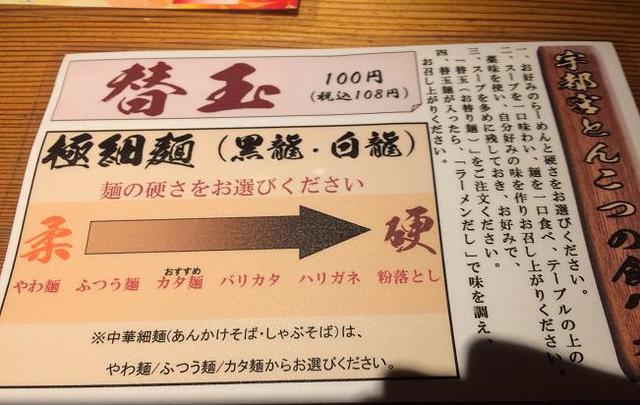 替玉
100円
(税込108円)
極細麺(黒龍・白龍)
麺の硬さをお選びください
柔
硬
おすすめ
やわ麺 ふつう麺 カタ麺 バリカタ ハリガネ 粉落とし
※中華細麺(あんかけそば・しゃぶそば)は、
やわ麺/ふつう麺/カタ麺からお選びください。
宇都宮とんこつの食
一、お好みのらーめんと硬さをお選びください。
二、スープを一口味わい、麺を一口食べ、テーブルの上の
薬味を使い、自分好みの味を作りお召し上がりください。
三、スープを多めに残しておき、お好みで、
「替玉(お替り麺)」をご注文ください。
四、替玉麺が入ったら、「ラーメンだし」で味を調え、
お召し上がりください。